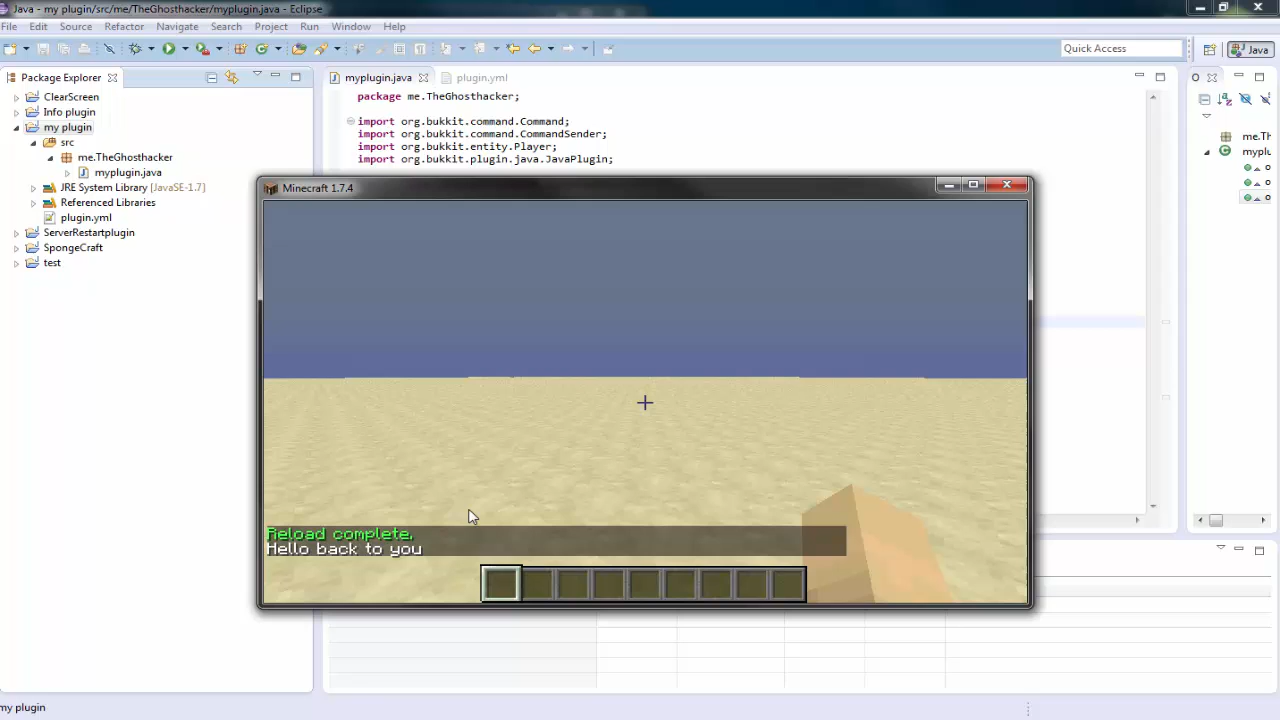 Java - my plugin/src/me/TheGhosthacker/myplugin.java - Eclipse
File Edit Source Refactor Navigate Search Project Run Window Help
Quick Access
Java
Package Explorer
ClearScreen
Info plugin
my plugin
src
me.TheGhosthacker
myplugin.java
JRE System Library [JavaSE-1.7]
Referenced Libraries
plugin.yml
ServerRestartplugin
SpongeCraft
test
myplugin.java
plugin.yml
package me.TheGhosthacker;
import org.bukkit.command.Command;
import org.bukkit.command.CommandSender;
import org.bukkit.entity.Player;
import org.bukkit.plugin.java.JavaPlugin;
O
me.Th
myplu
o
o
o
Minecraft 1.7.4
Reload complete.
Hello back to you
my plugin